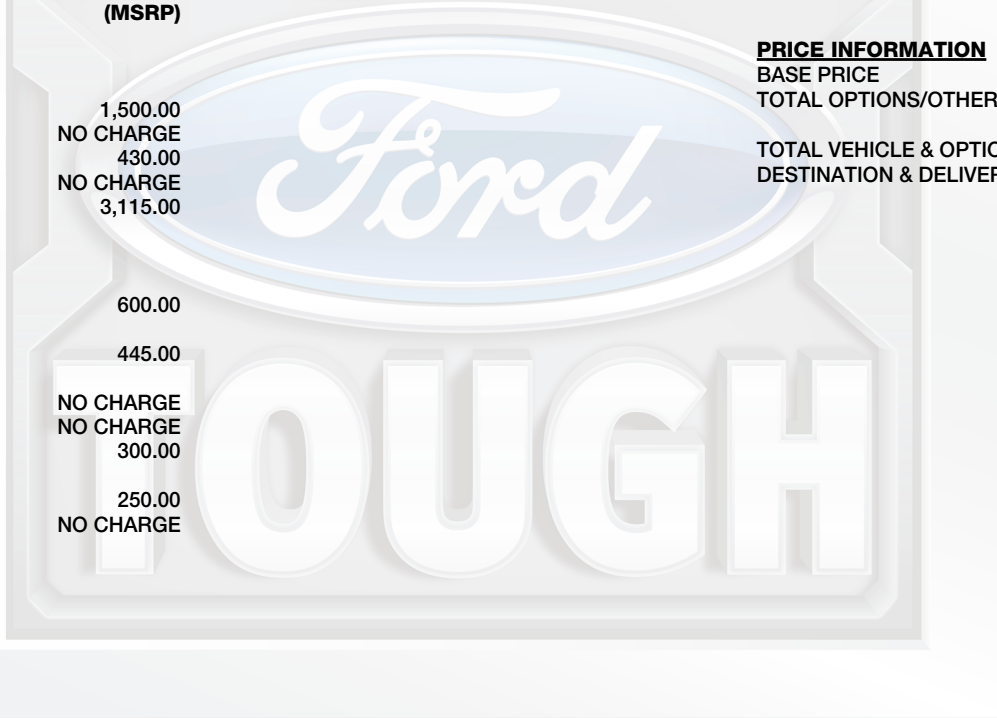 (MSRP)
1,500.00
NO CHARGE
430.00
NO CHARGE
3,115.00
600.00
445.00
NO CHARGE
NO CHARGE
300.00
250.00
NO CHARGE
PRICE INFORMATION
BASE PRICE
TOTAL OPTIONS/OTHER
TOTAL VEHICLE & OPTIO
DESTINATION & DELIVER
Ford
TOUGH